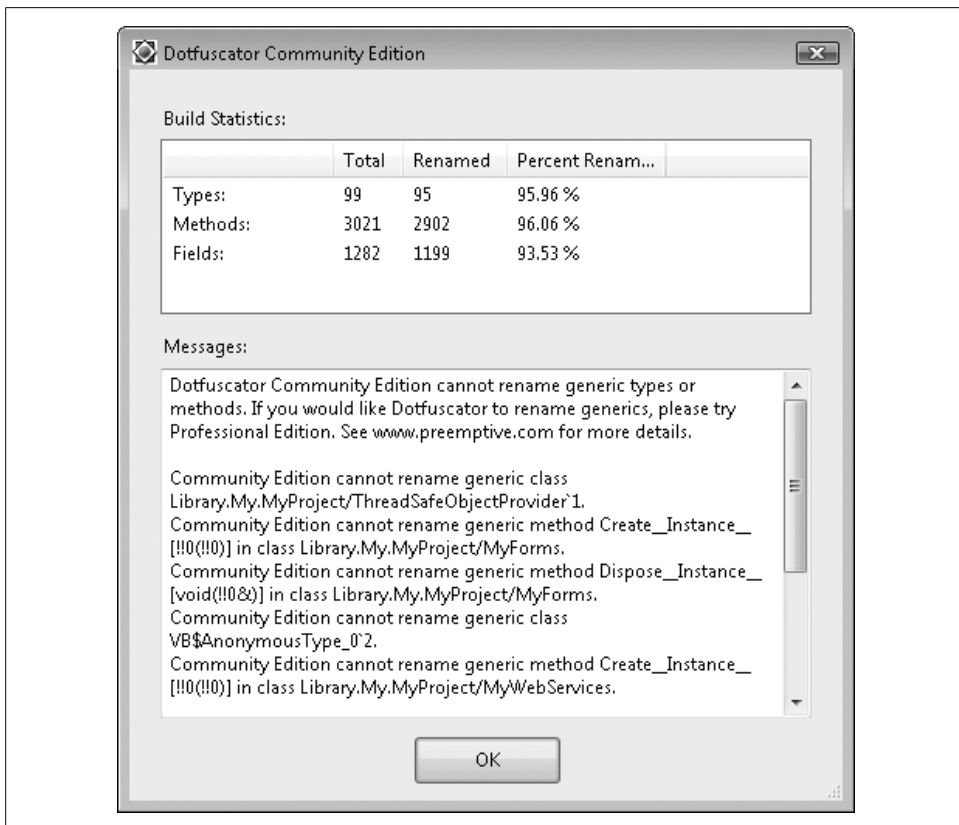 Dotfuscator Community Edition
Build Statistics:
Total Renamed Percent Renam...
Types: 99 95 95.96 %
Methods: 3021 2902 96.06 %
Fields: 1282 1199 93.53 %
Messages:
Dotfuscator Community Edition cannot rename generic types or
methods. If you would like Dotfuscator to rename generics, please try
Professional Edition. See www.preemptive.com for more details.
Community Edition cannot rename generic class
Library.My.MyProject/ThreadSafeObjectProvider`1.
Community Edition cannot rename generic method Create__Instance__
[!!0(!!0)] in class Library.My.MyProject/MyForms.
Community Edition cannot rename generic method Dispose__Instance__
[void(!!0&)] in class Library.My.MyProject/MyForms.
Community Edition cannot rename generic class
VB$AnonymousType_0`2.
Community Edition cannot rename generic method Create__Instance__
[!!0(!!0)] in class Library.My.MyProject/MyWebServices.
OK